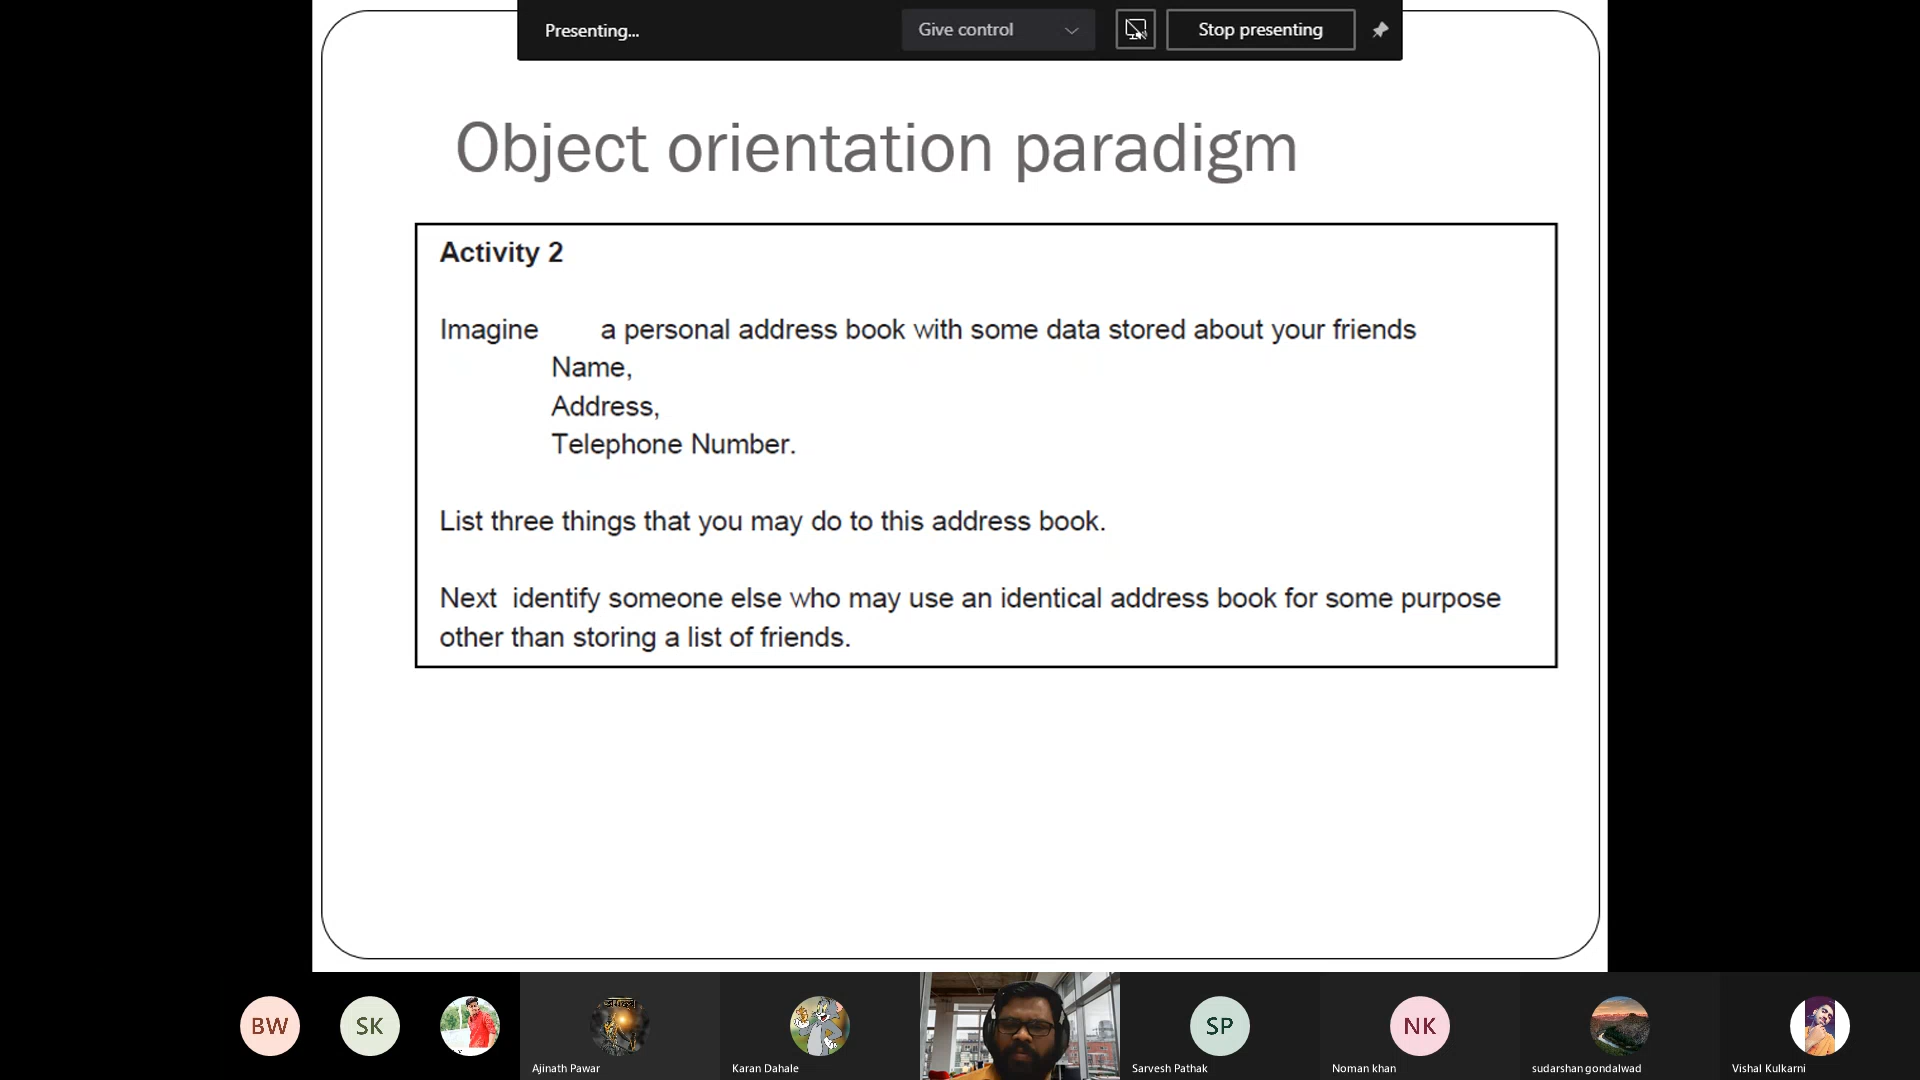 Presenting...
Give control
Stop presenting
Object orientation paradigm
Activity 2
Imagine a personal address book with some data stored about your friends
Name,
Address,
Telephone Number.
List three things that you may do to this address book.
Next identify someone else who may use an identical address book for some purpose
other than storing a list of friends.
BW
SK
SP
NK
Ajinath Pawar
Karan Dahale
Sarvesh Pathak
Noman khan
sudarshan gondalwad
Vishal Kulkarni